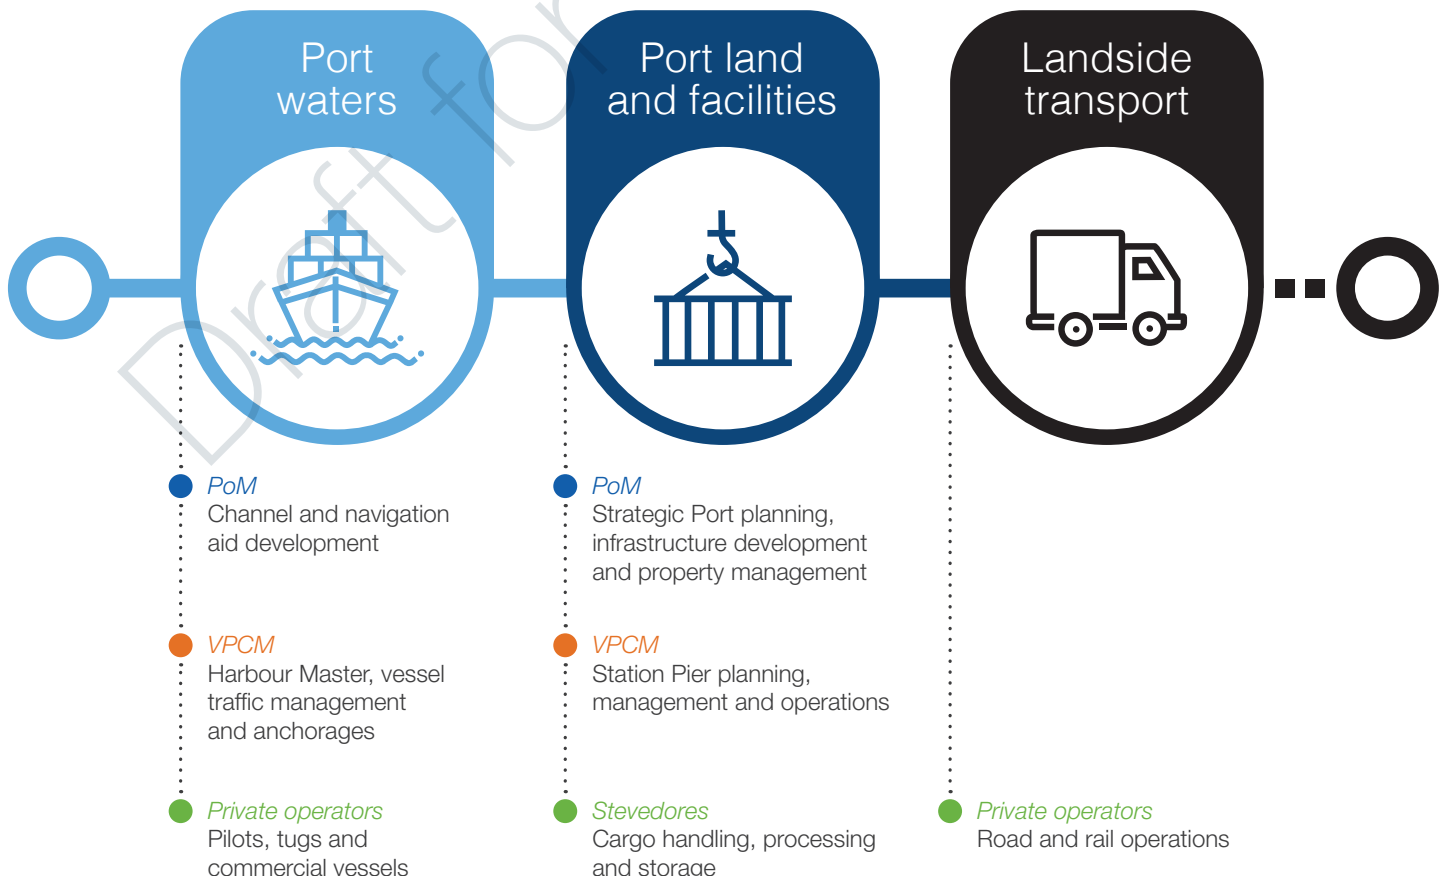 Port
waters
Port land
and facilities
Landside
transport
Draft for
PoM
Channel and navigation
aid development
VPCM
Harbour Master, vessel
traffic management
and anchorages
Private operators
Pilots, tugs and
commercial vessels
PoM
Strategic Port planning,
infrastructure development
and property management
VPCM
Station Pier planning,
management and operations
Stevedores
Cargo handling, processing
and storage
Private operators
Road and rail operations